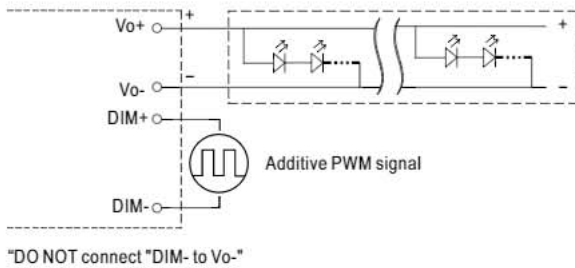 Vo+ +
+
Vo- −
−
DIM+
Additive PWM signal
DIM-
"DO NOT connect "DIM- to Vo-"